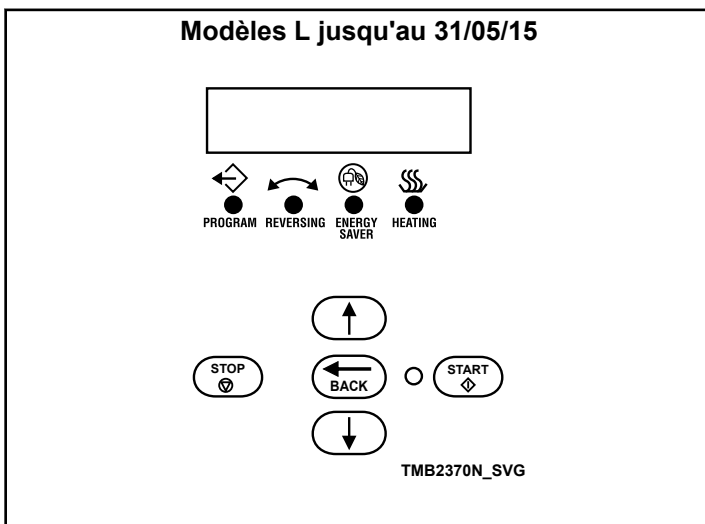 Modèles L jusqu'au 31/05/15
PROGRAM REVERSING ENERGY SAVER HEATING
STOP
BACK
START
TMB2370N_SVG